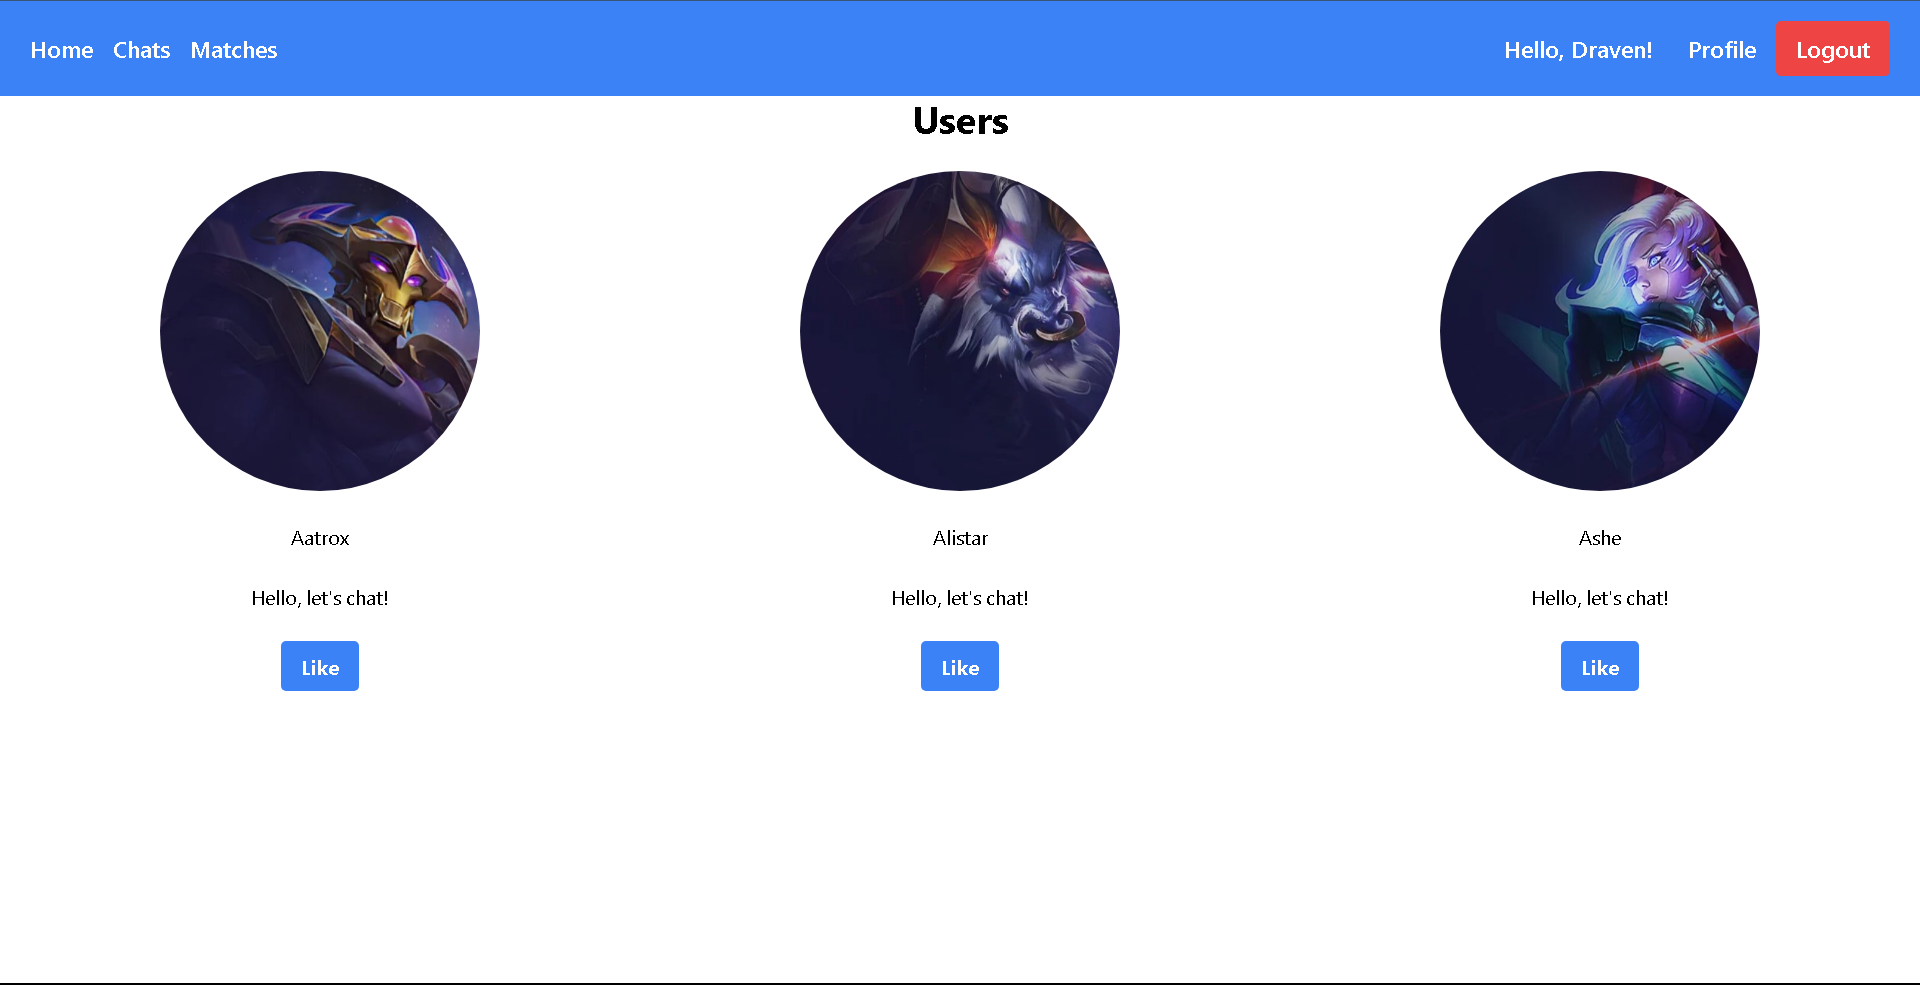 Home Chats Matches Hello, Draven! Profile Logout
Users
Aatrox Alistar Ashe
Hello, let's chat! Hello, let's chat! Hello, let's chat!
Like Like Like